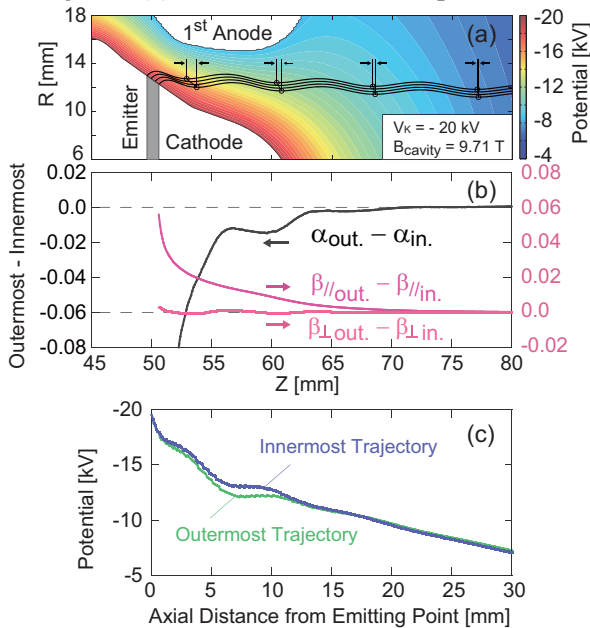 18
15
12
9
6
R [mm]
1st Anode
(a)
Emitter
Cathode
VK = - 20 kV
Bcavity = 9.71 T
-20
-16
-12
-8
-4
Potential [kV]
0.02
0.0
-0.02
-0.04
-0.06
-0.08
Outermost - Innermost
(b)
αout. − αin.
β//out. − β//in.
β⊥out. − β⊥in.
0.06
0.04
0.02
0.0
-0.02
45 50 55 60 65 70 75 80
Z [mm]
-20
-15
-10
-5
Potential [kV]
(c)
Innermost Trajectory
Outermost Trajectory
0 5 10 15 20 25 30
Axial Distance from Emitting Point [mm]